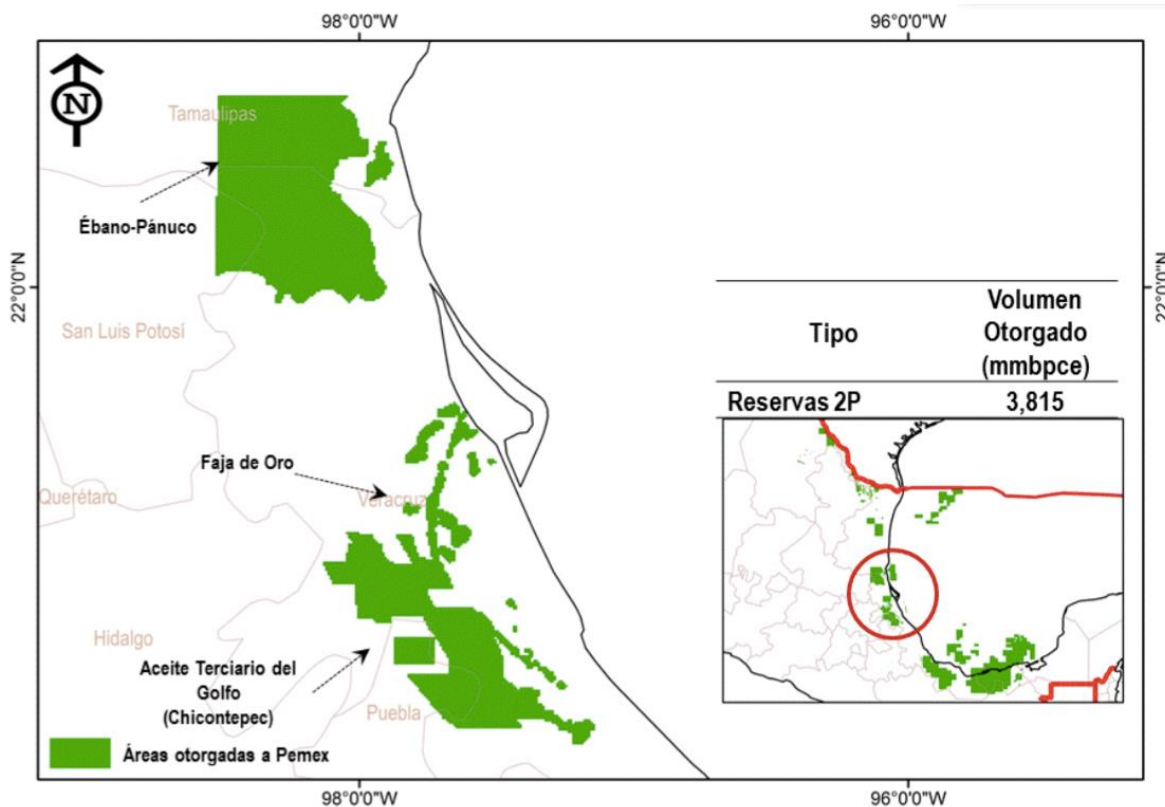 98°0'0"W
96°0'0"W
N
Tamaulipas
Ébano-Pánuco
22°0'0"N
22°0'0"N
San Luis Potosí
Tipo
Volumen
Otorgado
(mmbpce)
Reservas 2P
3,815
Faja de Oro
Querétaro
Veracruz
Hidalgo
Aceite Terciario del
Golfo
(Chicontepec)
Puebla
Áreas otorgadas a Pemex
98°0'0"W
96°0'0"W